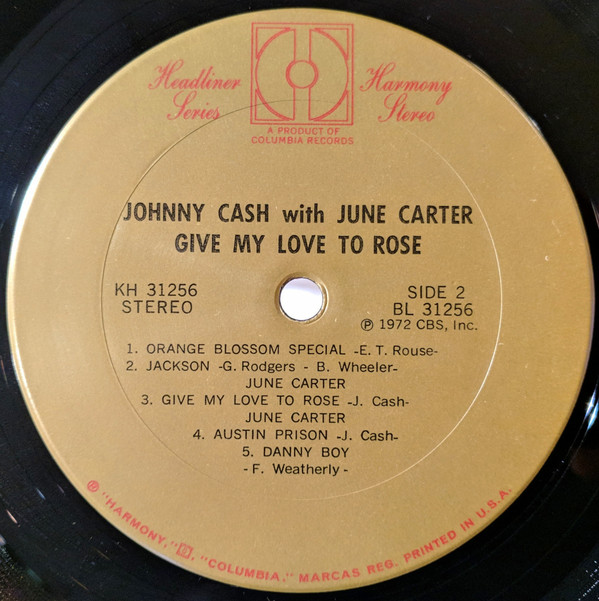 Headliner Series
Harmony Stereo
A PRODUCT OF
COLUMBIA RECORDS
JOHNNY CASH with JUNE CARTER
GIVE MY LOVE TO ROSE
KH 31256
STEREO
SIDE 2
BL 31256
Ⓟ 1972 CBS, Inc.
1. ORANGE BLOSSOM SPECIAL -E. T. Rouse-
2. JACKSON -G. Rodgers - B. Wheeler-
JUNE CARTER
3. GIVE MY LOVE TO ROSE -J. Cash-
JUNE CARTER
4. AUSTIN PRISON -J. Cash-
5. DANNY BOY
- F. Weatherly -
® "HARMONY," "COLUMBIA," MARCAS REG. PRINTED IN U.S.A.